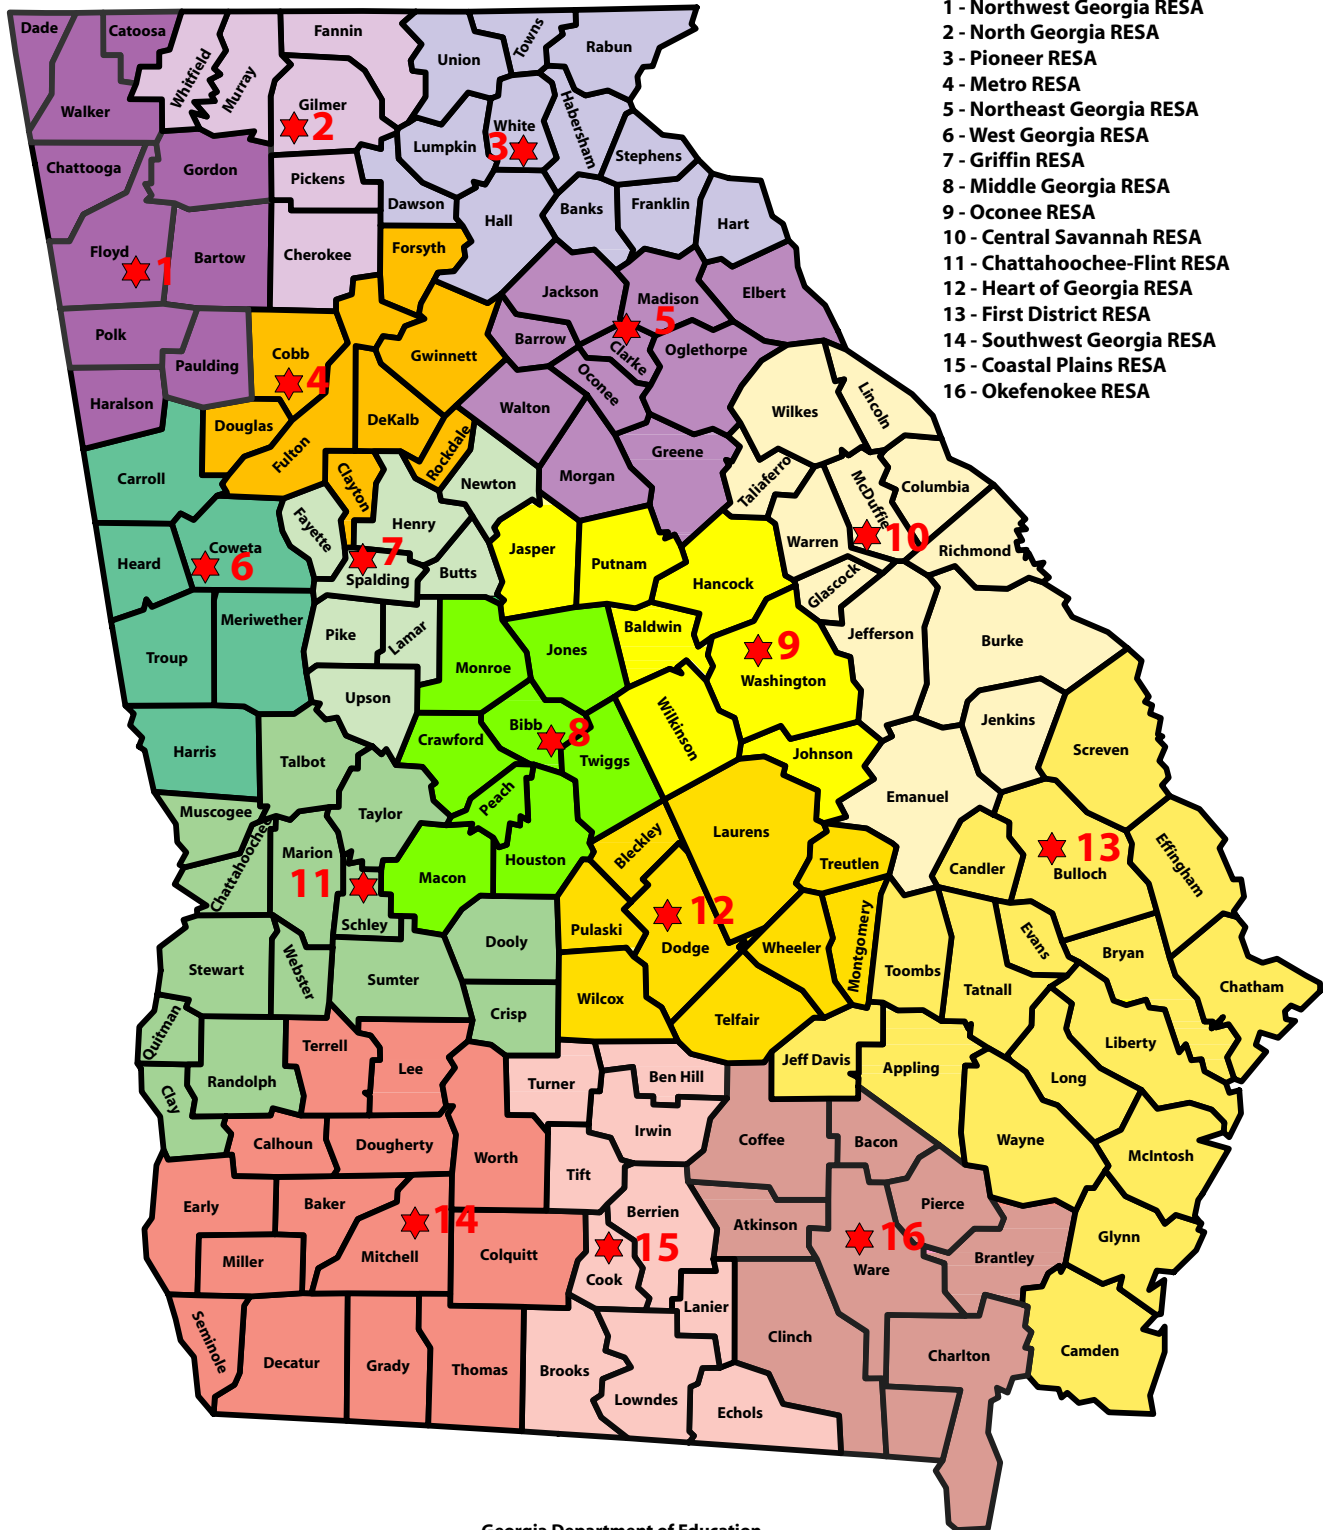 1 - Northwest Georgia RESA
2 - North Georgia RESA
3 - Pioneer RESA
4 - Metro RESA
5 - Northeast Georgia RESA
6 - West Georgia RESA
7 - Griffin RESA
8 - Middle Georgia RESA
9 - Oconee RESA
10 - Central Savannah RESA
11 - Chattahoochee-Flint RESA
12 - Heart of Georgia RESA
13 - First District RESA
14 - Southwest Georgia RESA
15 - Coastal Plains RESA
16 - Okefenokee RESA
Dade
Catoosa
Fannin
Towns
Rabun
Union
Whitfield
Murray
Walker
Gilmer
2
White
3
Habersham
Lumpkin
Stephens
Chattooga
Gordon
Pickens
Dawson
Banks
Franklin
Hall
Hart
Floyd
1
Bartow
Cherokee
Forsyth
Jackson
Madison
Elbert
5
Polk
Paulding
Cobb
4
Gwinnett
Barrow
Clarke
Oglethorpe
Haralson
Oconee
Walton
Wilkes
Lincoln
Douglas
DeKalb
Fulton
Rockdale
Greene
Carroll
Clayton
Newton
Morgan
Taliaferro
McDuffie
Columbia
10
Fayette
Henry
Warren
Richmond
Heard
Coweta
6
7
Spalding
Butts
Jasper
Putnam
Hancock
Glascock
Meriwether
Pike
Lamar
Baldwin
Jefferson
Burke
Troup
Monroe
Jones
9
Washington
Upson
Wilkinson
Jenkins
Harris
Talbot
Crawford
Bibb
8
Twiggs
Johnson
Screven
Muscogee
Taylor
Peach
Emanuel
Chattahoochee
Marion
11
Macon
Houston
Bleckley
Laurens
Treutlen
Candler
13
Bulloch
Effingham
Schley
Dooly
Pulaski
12
Dodge
Wheeler
Montgomery
Evans
Bryan
Stewart
Webster
Sumter
Toombs
Tatnall
Chatham
Quitman
Crisp
Wilcox
Telfair
Liberty
Terrell
Lee
Randolph
Clay
Turner
Ben Hill
Jeff Davis
Appling
Long
Calhoun
Dougherty
Worth
Irwin
Coffee
Bacon
Wayne
McIntosh
Tift
Early
Baker
14
Mitchell
Berrien
Atkinson
Pierce
Miller
Colquitt
15
Cook
16
Ware
Brantley
Glynn
Lanier
Seminole
Decatur
Grady
Thomas
Brooks
Lowndes
Echols
Clinch
Charlton
Camden
Georgia Department of Education